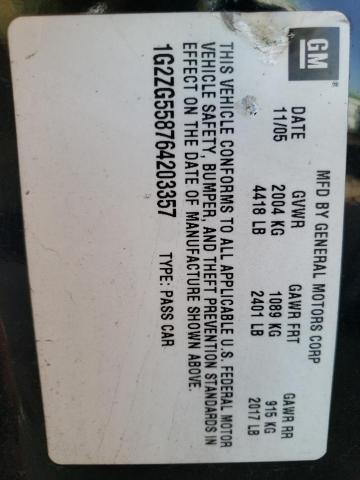 GM
®
MFD BY GENERAL MOTORS CORP
DATE GVWR GAWR FRT GAWR RR
11/05 2004 KG 1089 KG 915 KG
4418 LB 2401 LB 2017 LB
THIS VEHICLE CONFORMS TO ALL APPLICABLE U.S. FEDERAL MOTOR
VEHICLE SAFETY, BUMPER, AND THEFT PREVENTION STANDARDS IN
EFFECT ON THE DATE OF MANUFACTURE SHOWN ABOVE.
1G2ZG558764203357 TYPE: PASS CAR